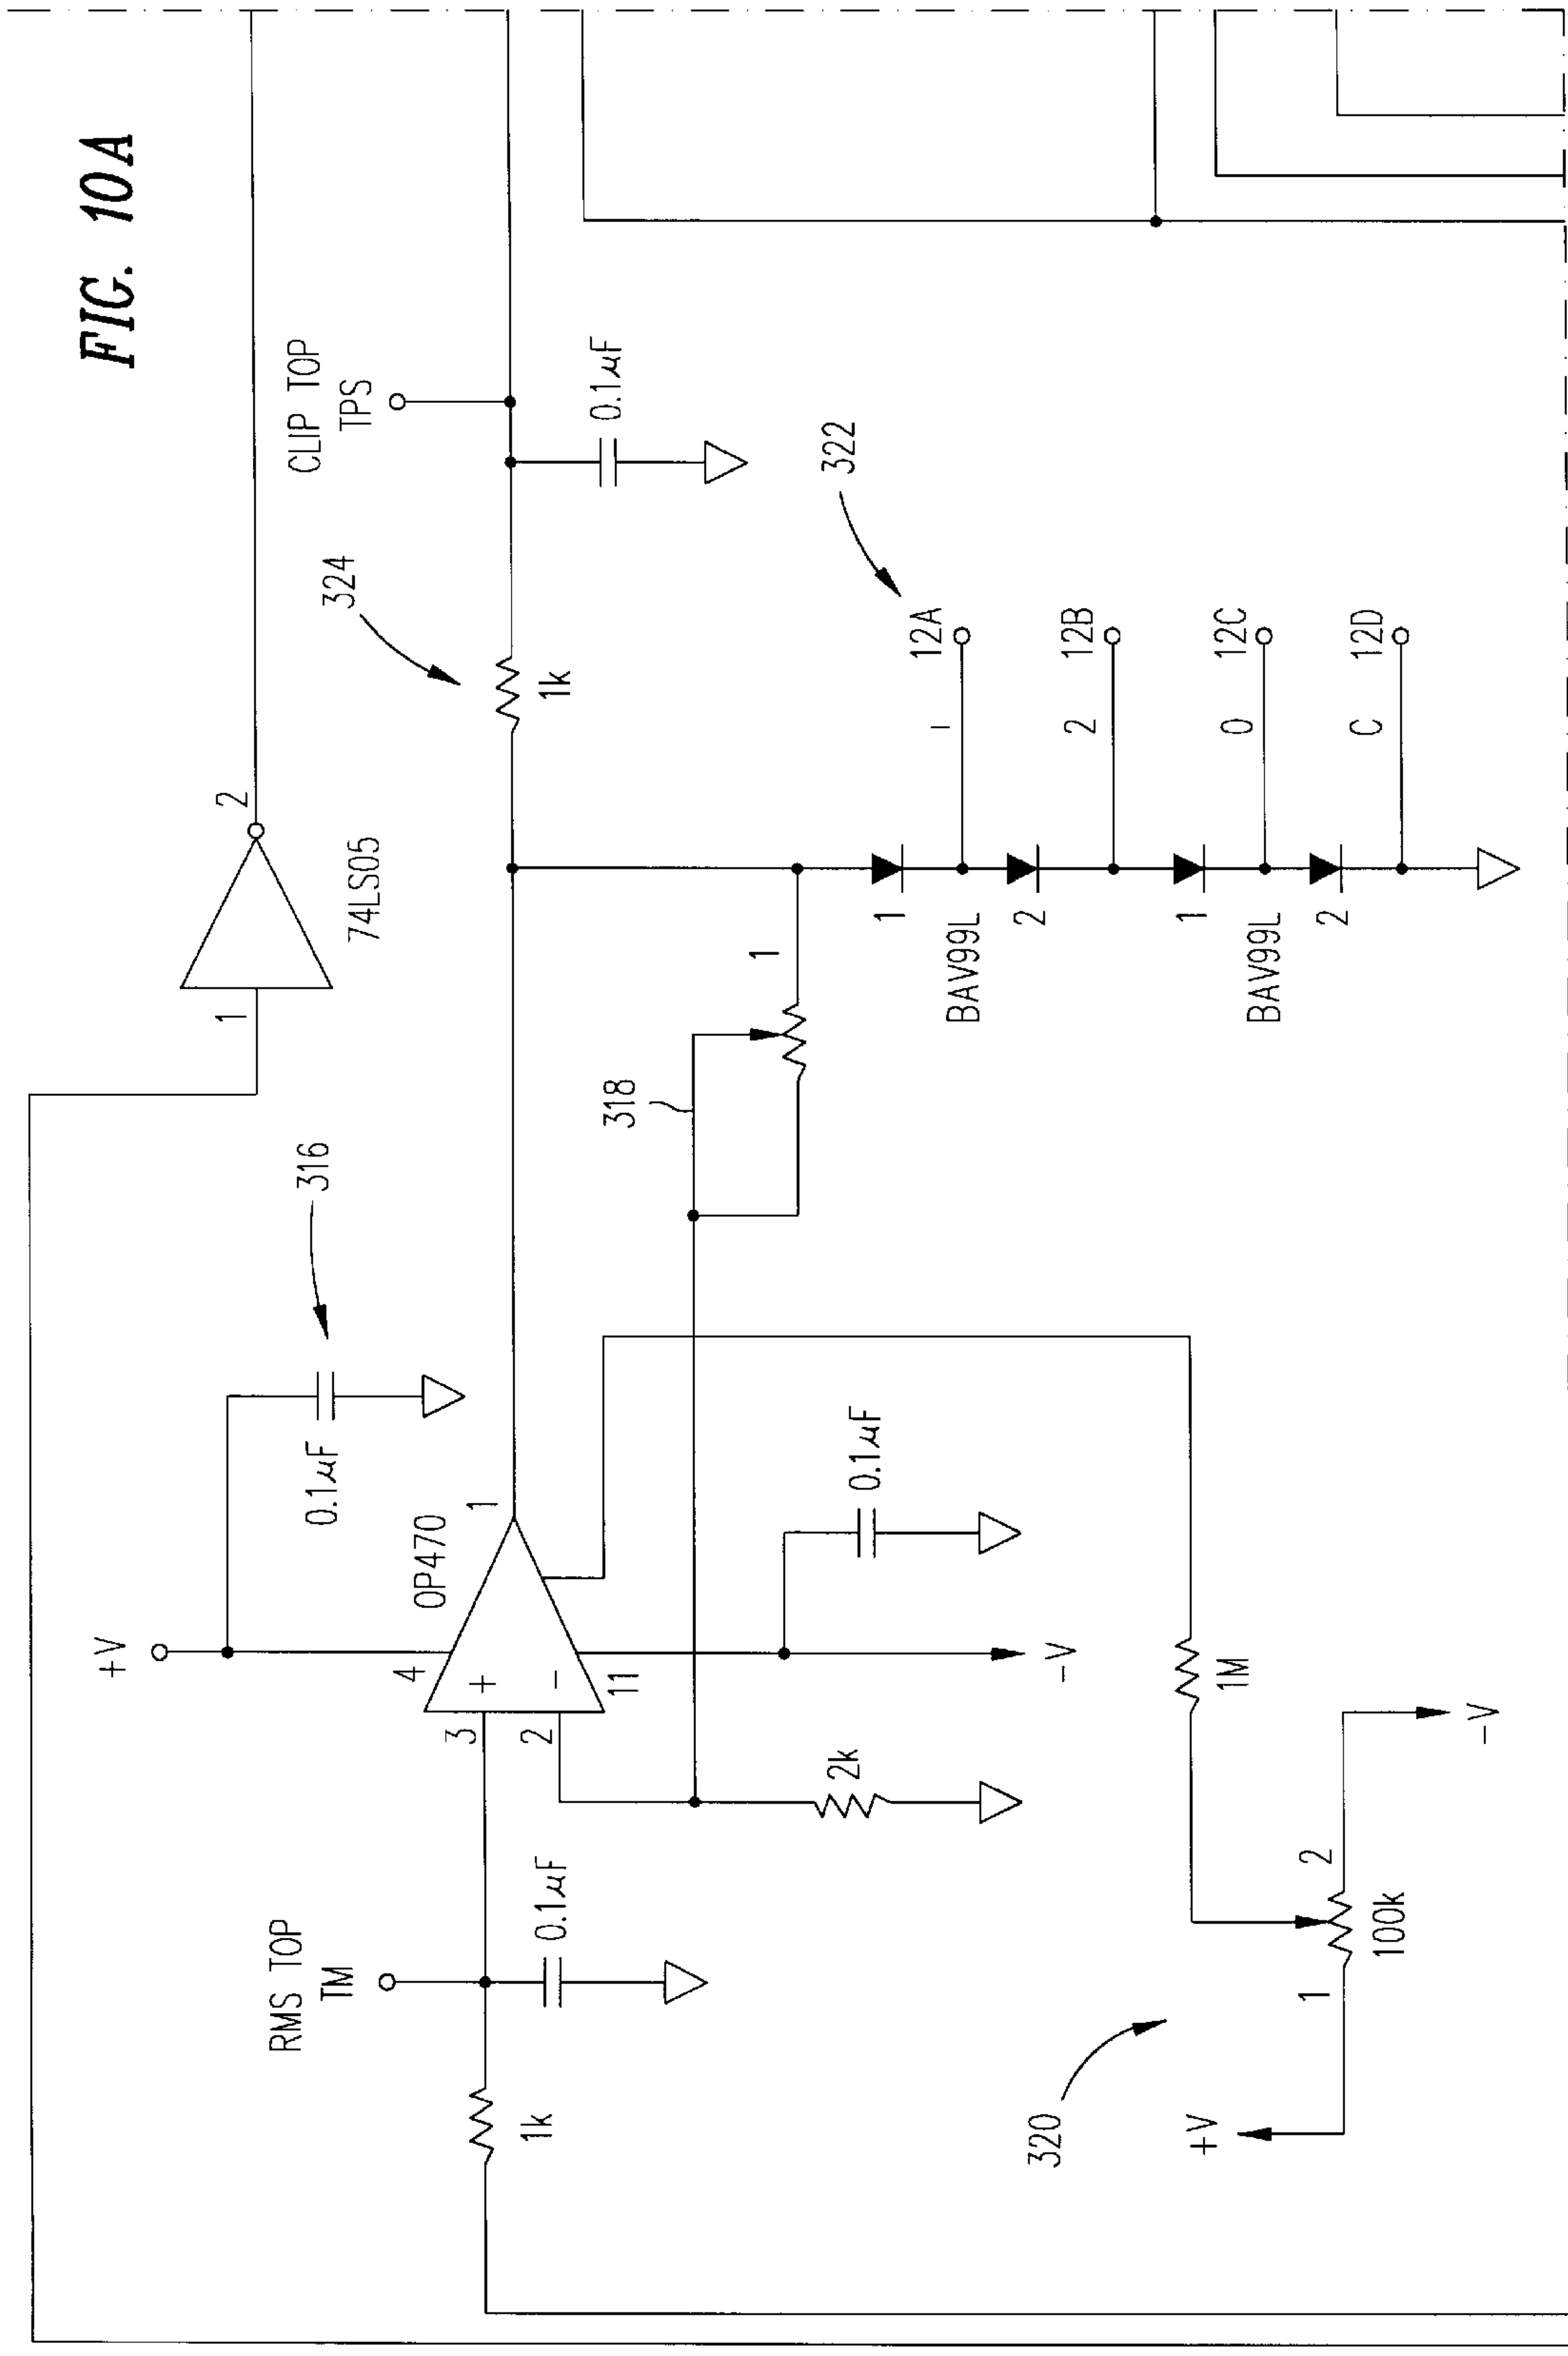 FIG. 10A
1
2
74LS05
CLIP TOP
TPS
0.1µF
324
1k
322
12A
12B
12C
12D
1
2
0
C
1
BAV99L
2
1
BAV99L
2
318
1
316
0.1µF
+V
OP470
4
3
+
2
−
11
1
0.1µF
-V
2k
RMS TOP
TM
0.1µF
1k
1M
320
+V
1
2
100k
-V